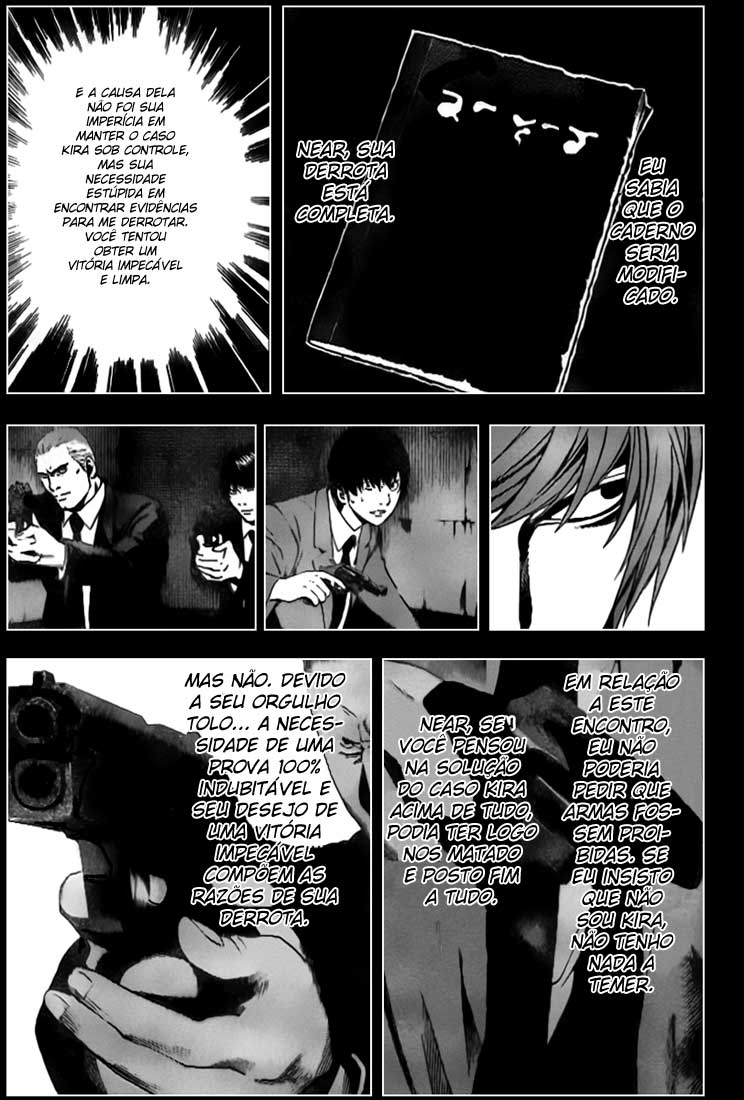 EU
SABIA
QUE O
CADERNO
SERIA
MODIFI-
CADO.
NEAR, SUA
DERROTA
ESTÁ
COMPLETA.
E A CAUSA DELA
NÃO FOI SUA
IMPERÍCIA EM
MANTER O CASO
KIRA SOB CONTROLE,
MAS SUA
NECESSIDADE
ESTÚPIDA EM
ENCONTRAR EVIDÊNCIAS
PARA ME DERROTAR.
VOCÊ TENTOU
OBTER UM
VITÓRIA IMPECÁVEL
E LIMPA.
EM RELAÇÃO
A ESTE
ENCONTRO,
EU NÃO
PODERIA
PEDIR QUE
ARMAS FOS-
SEM PROI-
BIDAS. SE
EU INSISTO
QUE NÃO
SOU KIRA,
NÃO TENHO
NADA A
TEMER.
NEAR, SE
VOCÊ PENSOU
NA SOLUÇÃO
DO CASO KIRA
ACIMA DE TUDO,
PODIA TER LOGO
NOS MATADO
E POSTO FIM
A TUDO.
MAS NÃO. DEVIDO
A SEU ORGULHO
TOLO... A NECES-
SIDADE DE UMA
PROVA 100%
INDUBITÁVEL E
SEU DESEJO DE
UMA VITÓRIA
IMPECÁVEL
COMPÕEM AS
RAZÕES DE SUA
DERROTA.